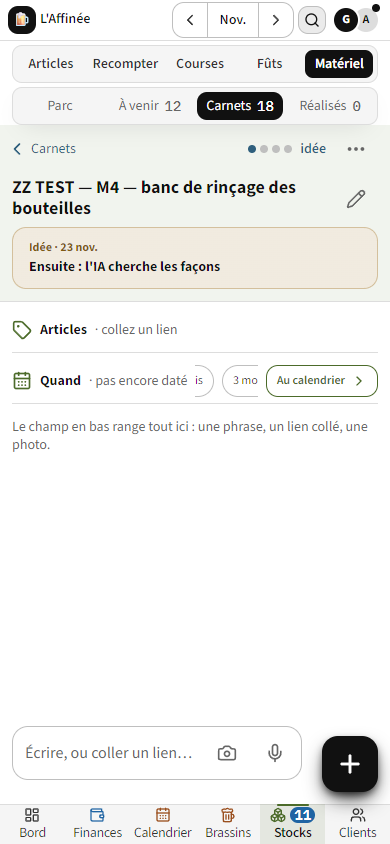 L'Affinée
Nov.
G
A
Articles
Recompter
Courses
Fûts
Matériel
Parc
À venir 12
Carnets 18
Réalisés 0
Carnets
idée
ZZ TEST — M4 — banc de rinçage des
bouteilles
Idée · 23 nov.
Ensuite : l'IA cherche les façons
Articles · collez un lien
Quand · pas encore daté
is
3 mo
Au calendrier
Le champ en bas range tout ici : une phrase, un lien collé, une
photo.
Écrire, ou coller un lien…
11
Bord
Finances
Calendrier
Brassins
Stocks
Clients